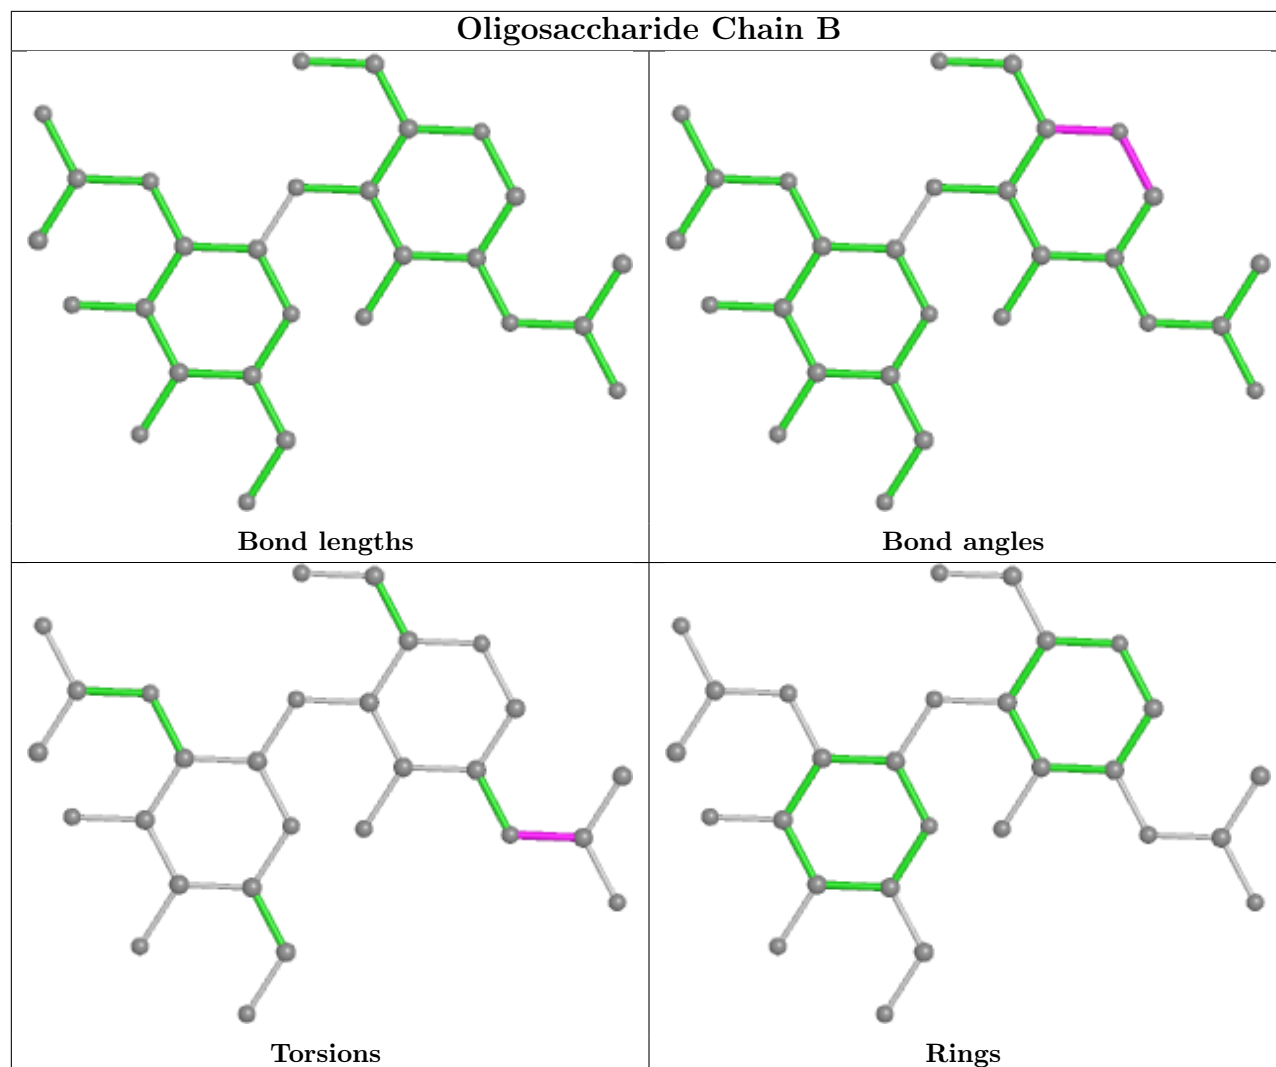 Oligosaccharide Chain B
Bond lengths
Bond angles
Torsions
Rings